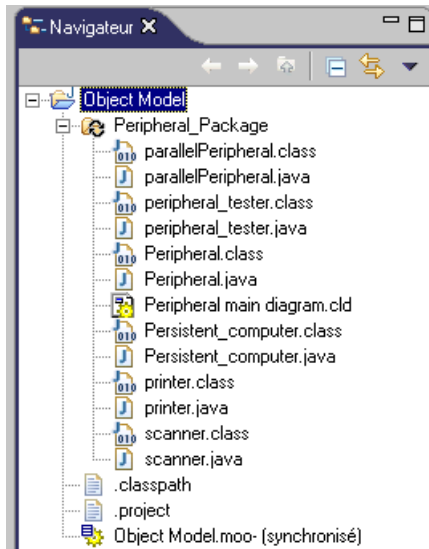 Navigateur
Object Model
Peripheral_Package
parallelPeripheral.class
parallelPeripheral.java
peripheral_tester.class
peripheral_tester.java
Peripheral.class
Peripheral.java
Peripheral main diagram.cld
Persistent_computer.class
Persistent_computer.java
printer.class
printer.java
scanner.class
scanner.java
.classpath
.project
Object Model.moo- (synchronisé)